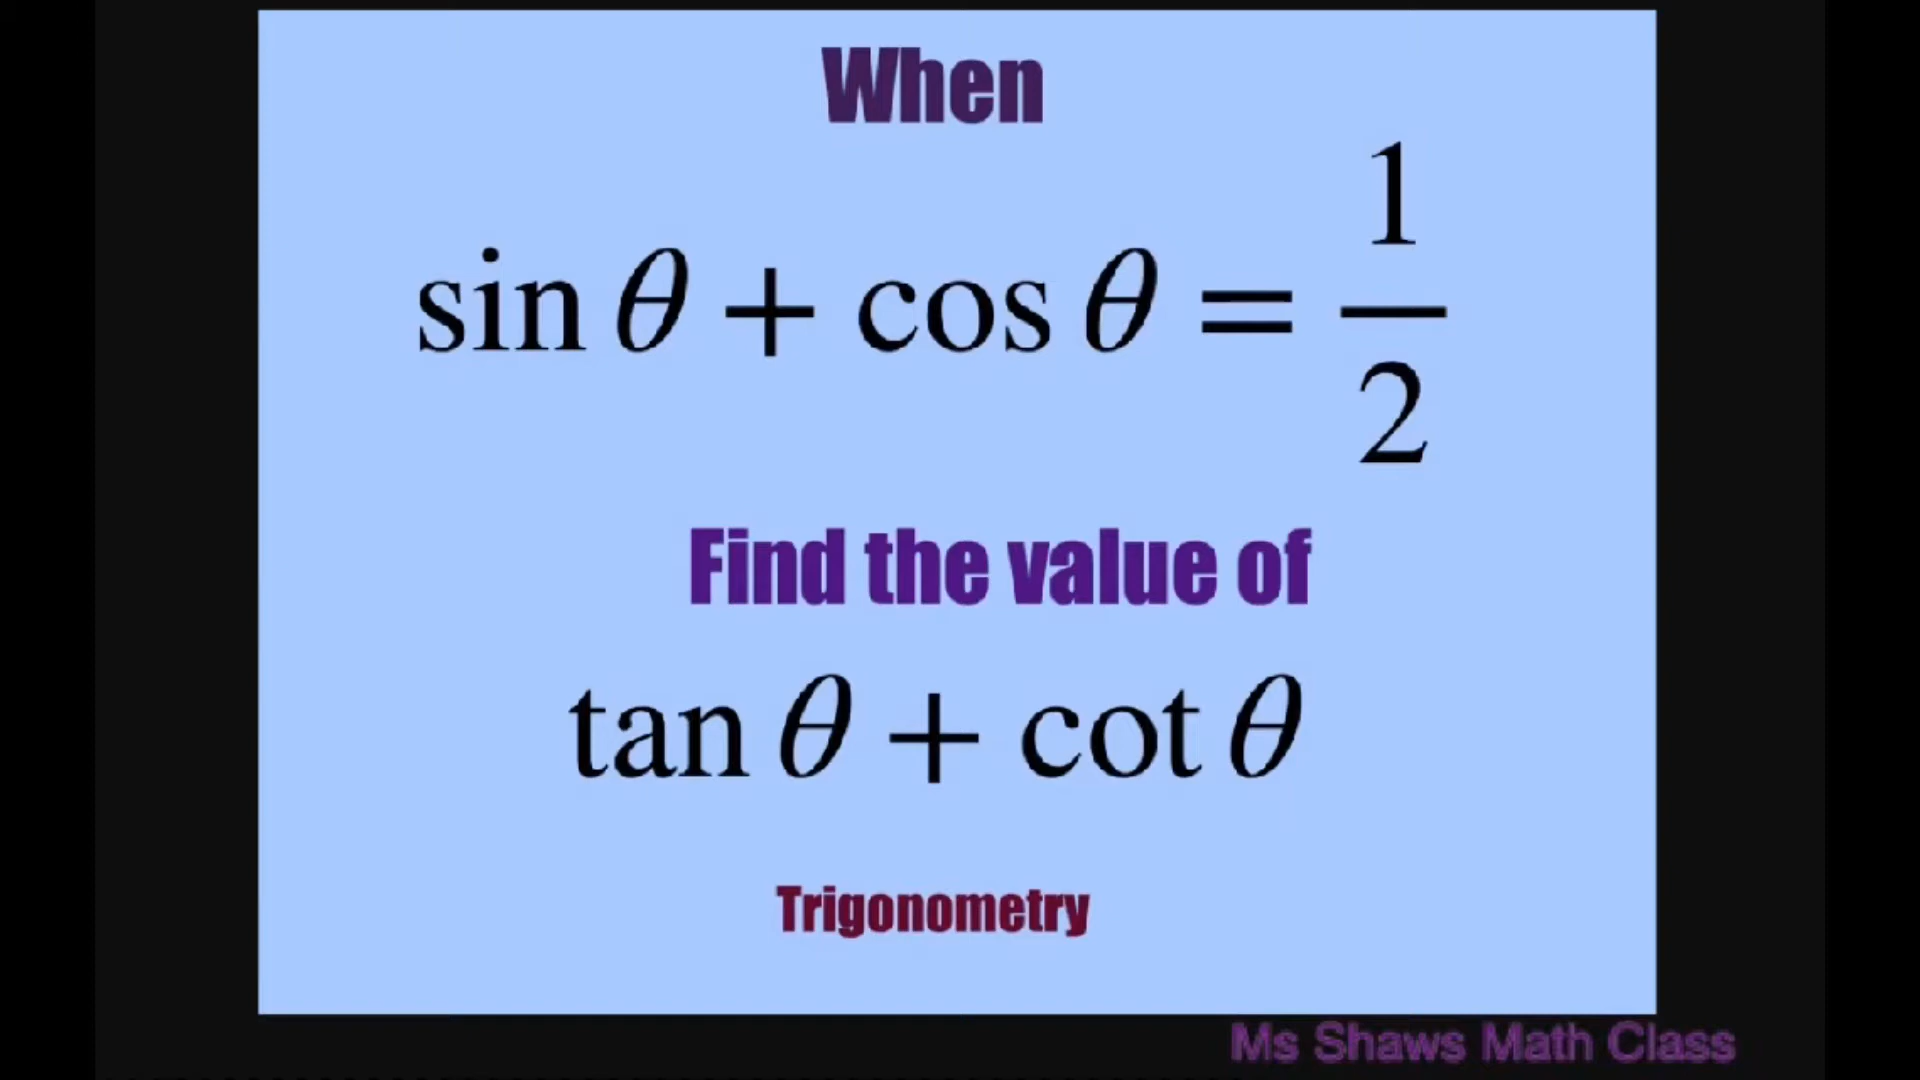 When
sin θ + cos θ = 1/2
Find the value of
tan θ + cot θ
Trigonometry
Ms Shaws Math Class